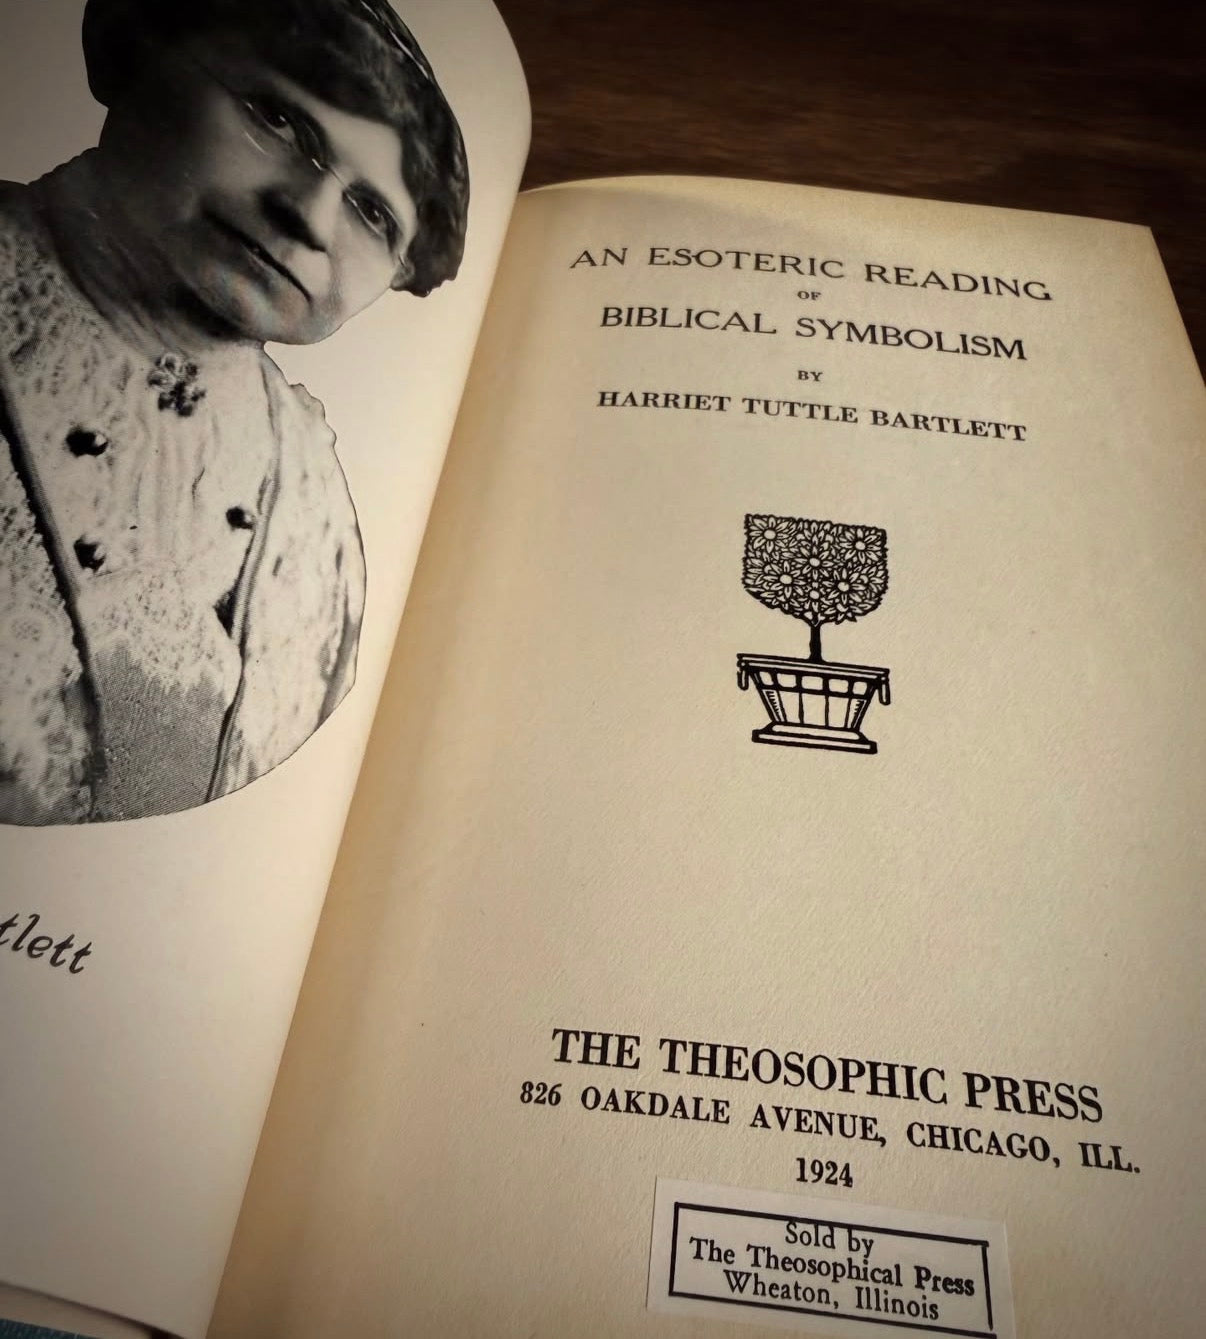 tlett
AN ESOTERIC READING
OF
BIBLICAL SYMBOLISM
BY
HARRIET TUTTLE BARTLETT
THE THEOSOPHIC PRESS
826 OAKDALE AVENUE, CHICAGO, ILL.
1924
Sold by
The Theosophical Press
Wheaton, Illinois